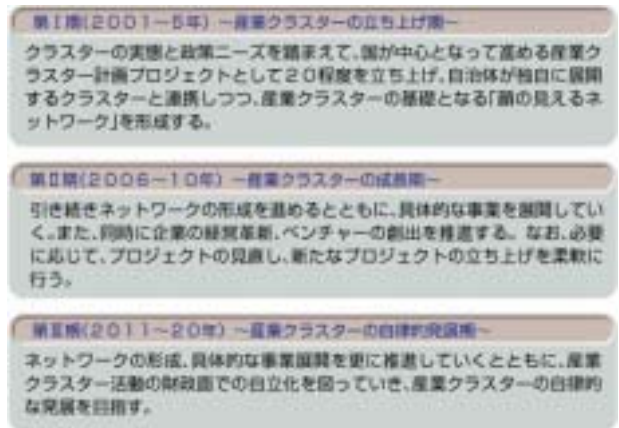 第Ⅰ期(2001~5年) ~産業クラスターの立ち上げ期~
クラスターの実態と政策ニーズを踏まえて、国が中心となって進める産業ク
ラスター計画プロジェクトとして20程度を立ち上げ、自治体が独自に展開
するクラスターと連携しつつ、産業クラスターの基礎となる「顔の見えるネ
ットワーク」を形成する。
第Ⅱ期(2006~10年) ~産業クラスターの成長期~
引き続きネットワークの形成を進めるとともに、具体的な事業を展開してい
く。また、同時に企業の経営革新、ベンチャーの創出を推進する。なお、必要
に応じて、プロジェクトの見直し、新たなプロジェクトの立ち上げを柔軟に
行う。
第Ⅲ期(2011~20年) ~産業クラスターの自律的発展期~
ネットワークの形成、具体的な事業展開を更に推進していくとともに、産業
クラスター活動の財政面での自立化を図っていき、産業クラスターの自律的
な発展を目指す。